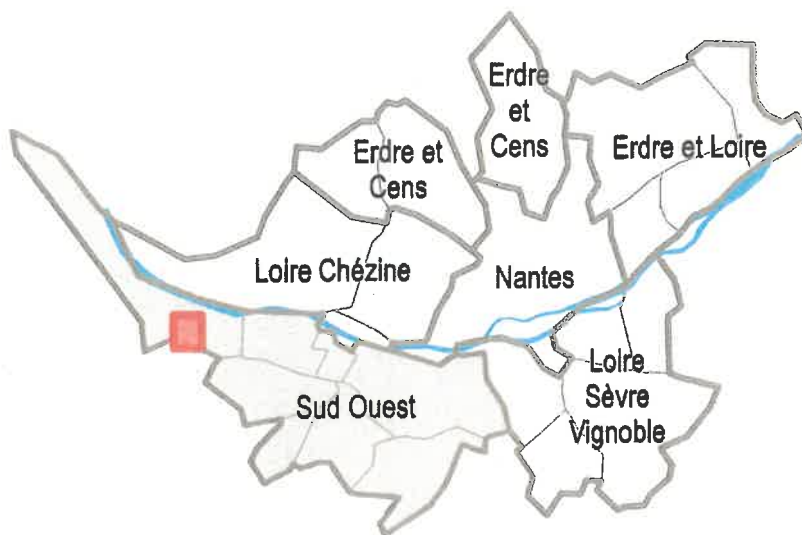 Erdre
et
Cens
Erdre et
Cens
Erdre et Loire
Loire Chézine
Nantes
Loire
Sèvre
Vignoble
Sud Ouest